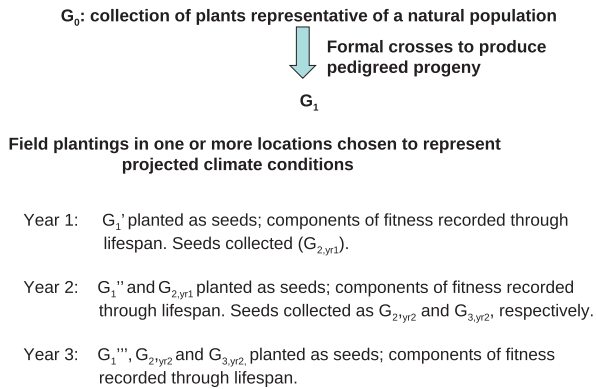 G₀: collection of plants representative of a natural population
Formal crosses to produce
pedigreed progeny
G₁
Field plantings in one or more locations chosen to represent
projected climate conditions
Year 1: G₁’ planted as seeds; components of fitness recorded through
lifespan. Seeds collected (G₂,yr₁).
Year 2: G₁’’ and G₂,yr₁ planted as seeds; components of fitness recorded
through lifespan. Seeds collected as G₂’yr₂ and G₃,yr₂, respectively.
Year 3: G₁’’’, G₂’yr₂ and G₃,yr₂, planted as seeds; components of fitness
recorded through lifespan.